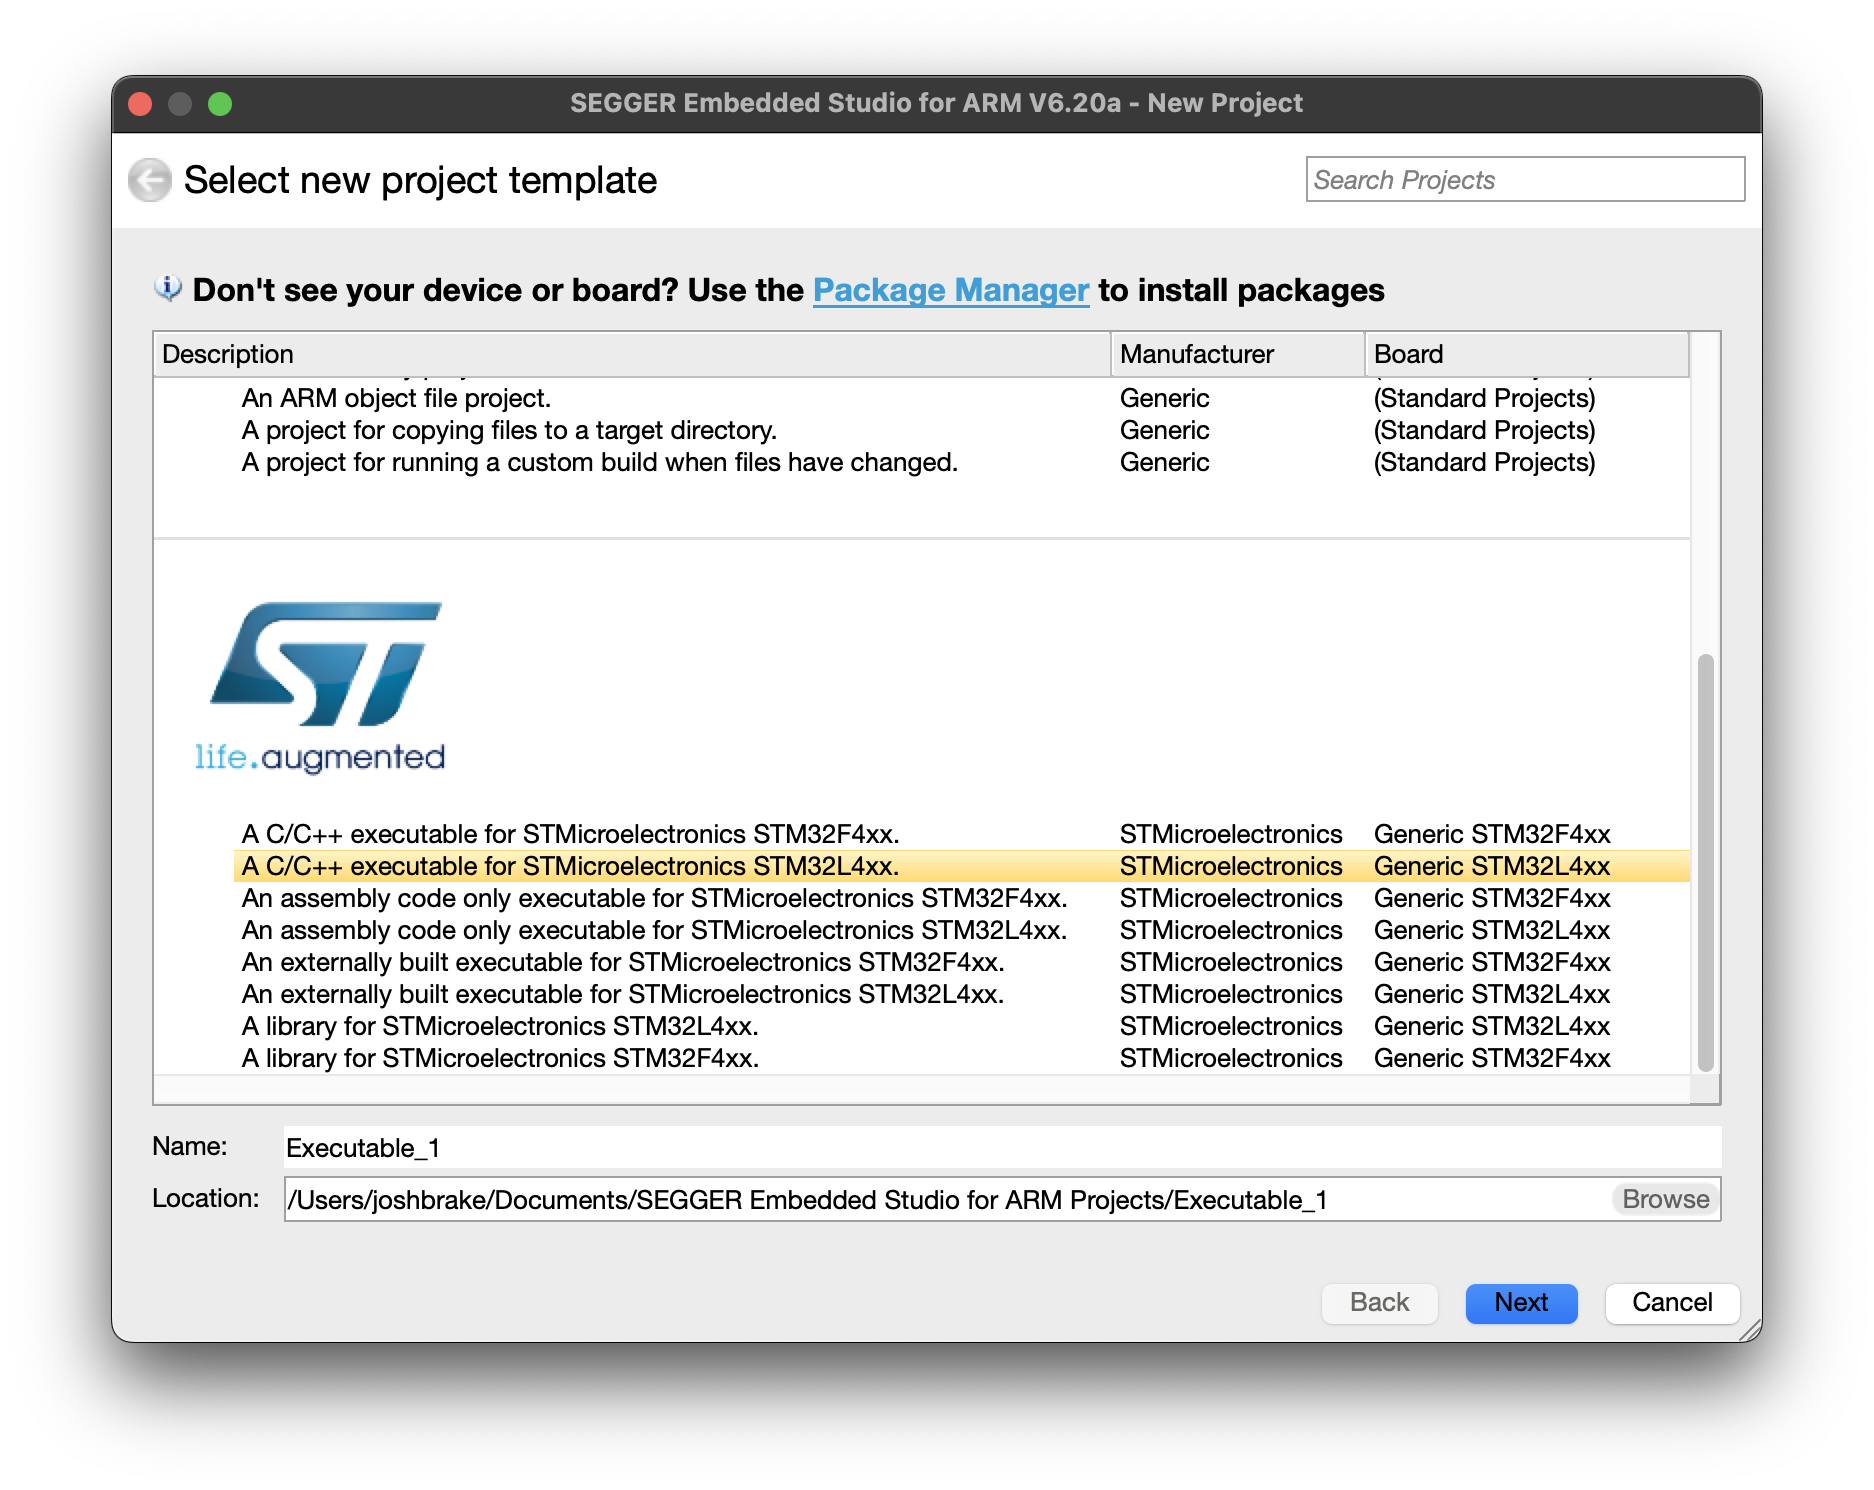 SEGGER Embedded Studio for ARM V6.20a - New Project
Select new project template
Search Projects
Don't see your device or board? Use the Package Manager to install packages
Description Manufacturer Board
An ARM object file project. Generic (Standard Projects)
A project for copying files to a target directory. Generic (Standard Projects)
A project for running a custom build when files have changed. Generic (Standard Projects)
ST
life.augmented
A C/C++ executable for STMicroelectronics STM32F4xx. STMicroelectronics Generic STM32F4xx
A C/C++ executable for STMicroelectronics STM32L4xx. STMicroelectronics Generic STM32L4xx
An assembly code only executable for STMicroelectronics STM32F4xx. STMicroelectronics Generic STM32F4xx
An assembly code only executable for STMicroelectronics STM32L4xx. STMicroelectronics Generic STM32L4xx
An externally built executable for STMicroelectronics STM32F4xx. STMicroelectronics Generic STM32F4xx
An externally built executable for STMicroelectronics STM32L4xx. STMicroelectronics Generic STM32L4xx
A library for STMicroelectronics STM32L4xx. STMicroelectronics Generic STM32L4xx
A library for STMicroelectronics STM32F4xx. STMicroelectronics Generic STM32F4xx
Name: Executable_1
Location: /Users/joshbrake/Documents/SEGGER Embedded Studio for ARM Projects/Executable_1 Browse
Back Next Cancel